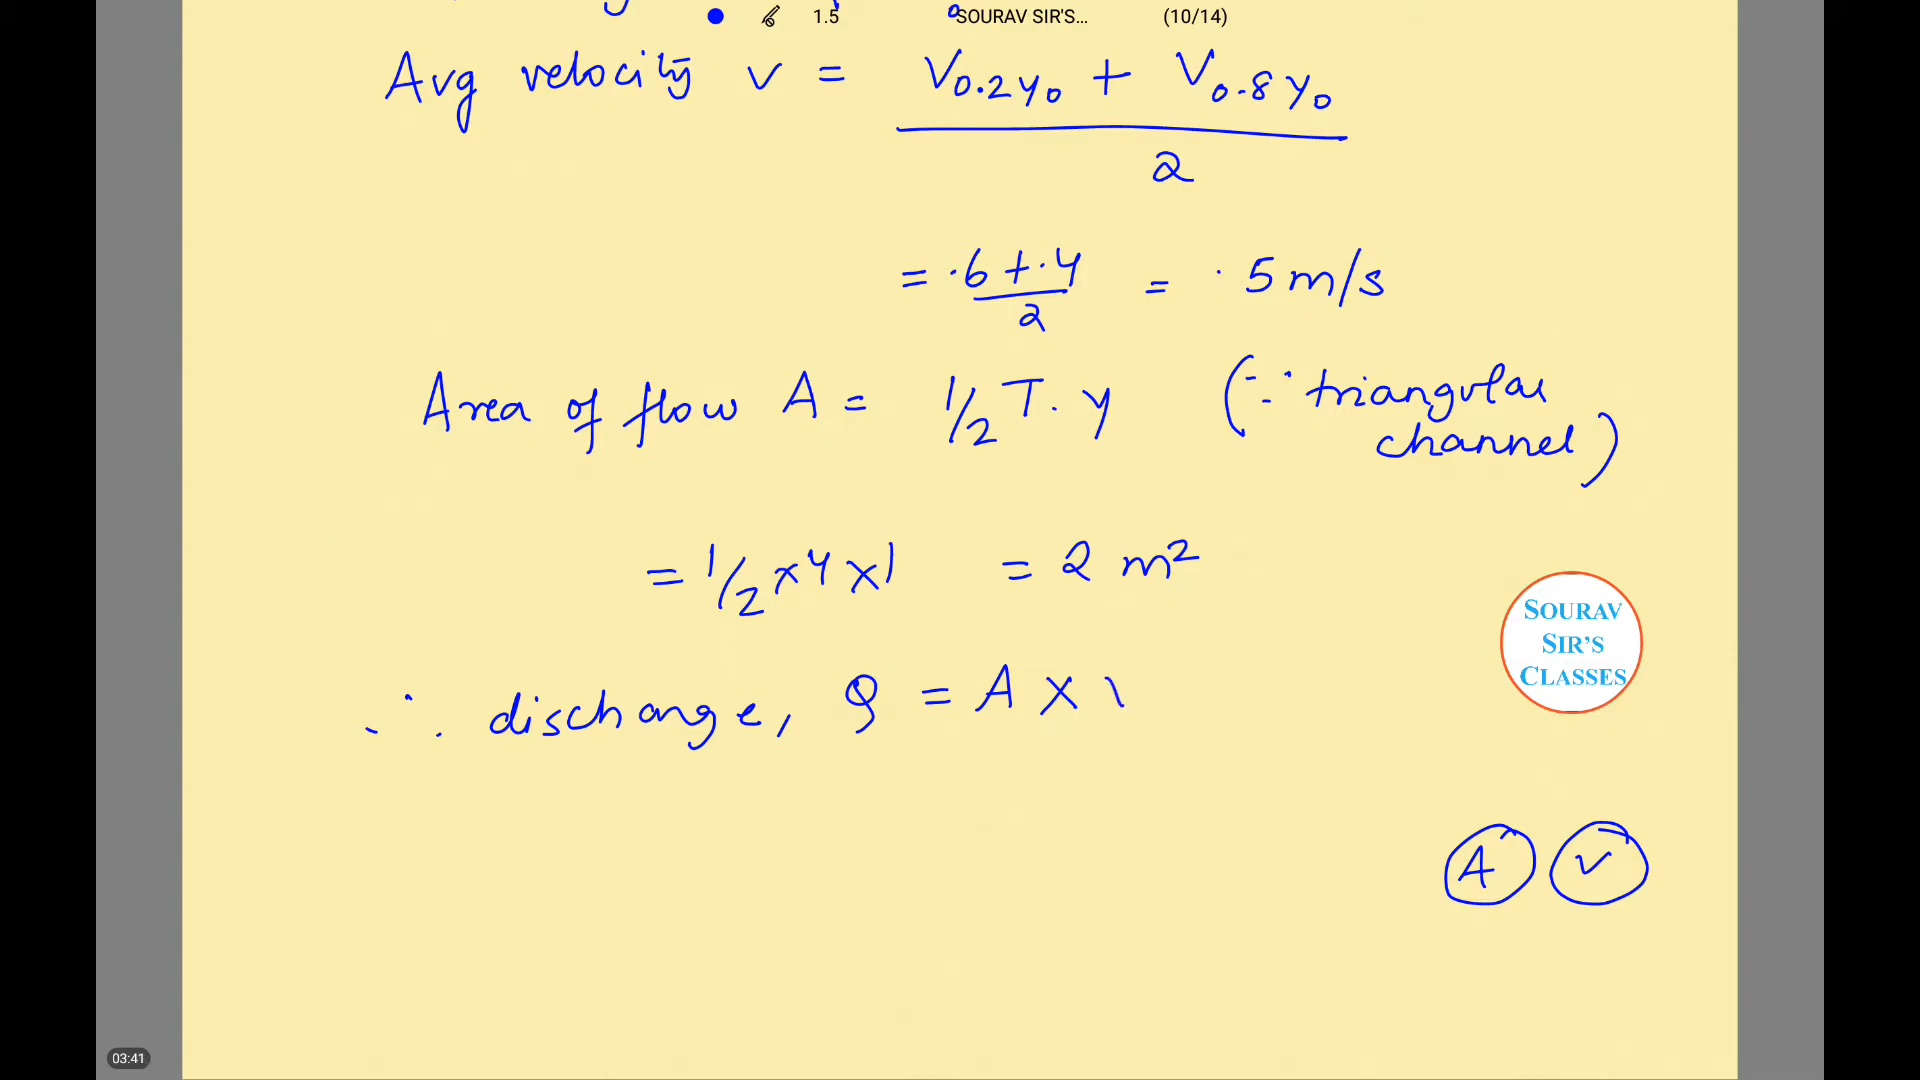 1.5 SOURAV SIR'S... (10/14)
Avg velocity v = V0.2y0 + V0.8y0
2
= .6 + .4 = .5 m/s
2
Area of flow A = 1/2 T. y (∵ triangular
channel)
= 1/2 x 4 x 1 = 2 m²
∴ discharge, Q = A X
SOURAV
SIR'S
CLASSES
A V
03:41